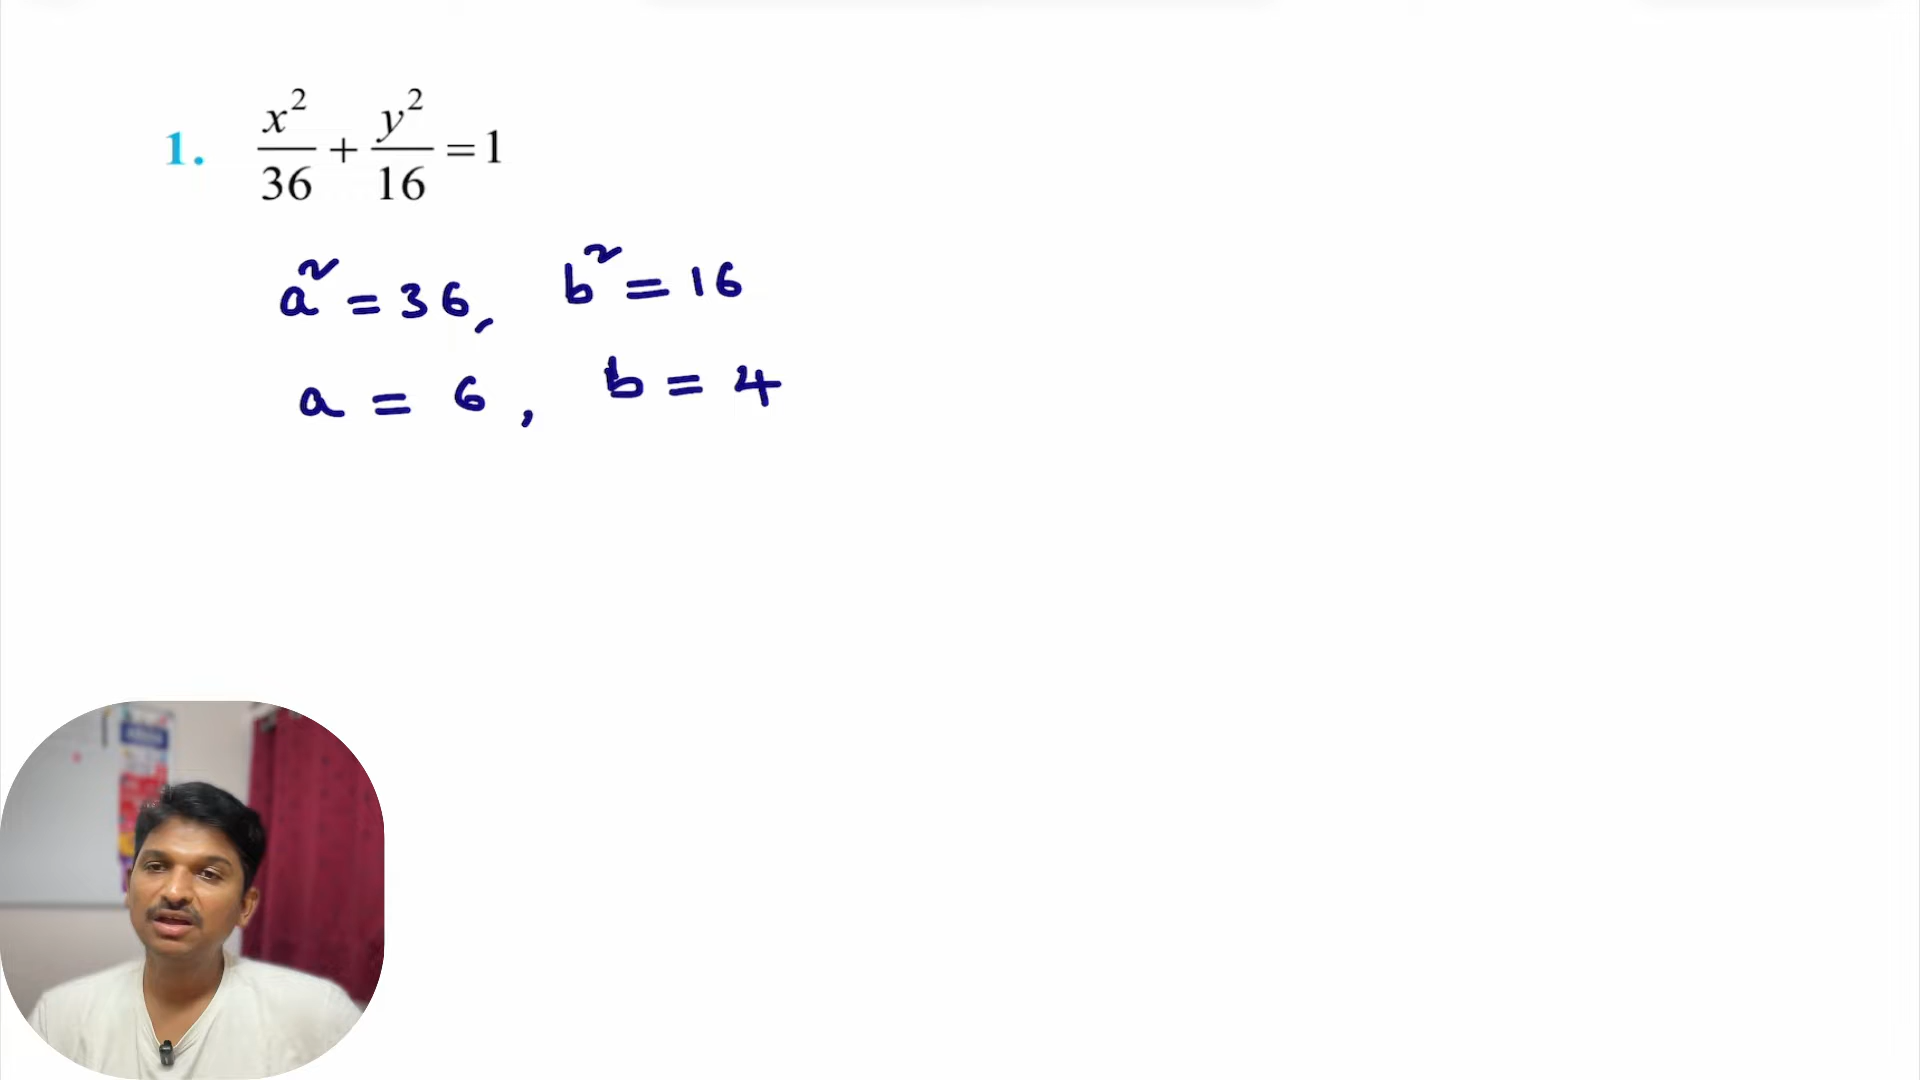 1. x²/36 + y²/16 = 1
a² = 36, b² = 16
a = 6, b = 4